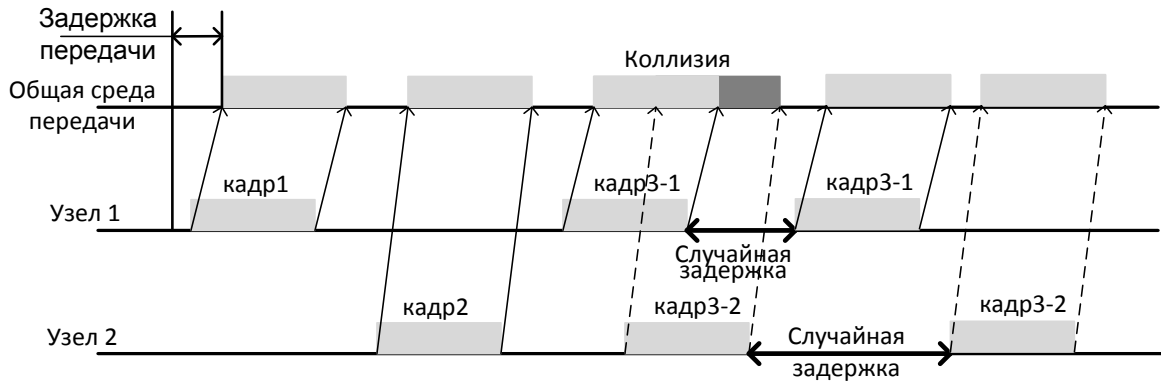 Задержка
передачи
Коллизия
Общая среда
передачи
кадр1
кадр3-1
кадр3-1
Узел 1
Случайная
задержка
кадр2
кадр3-2
кадр3-2
Узел 2
Случайная
задержка